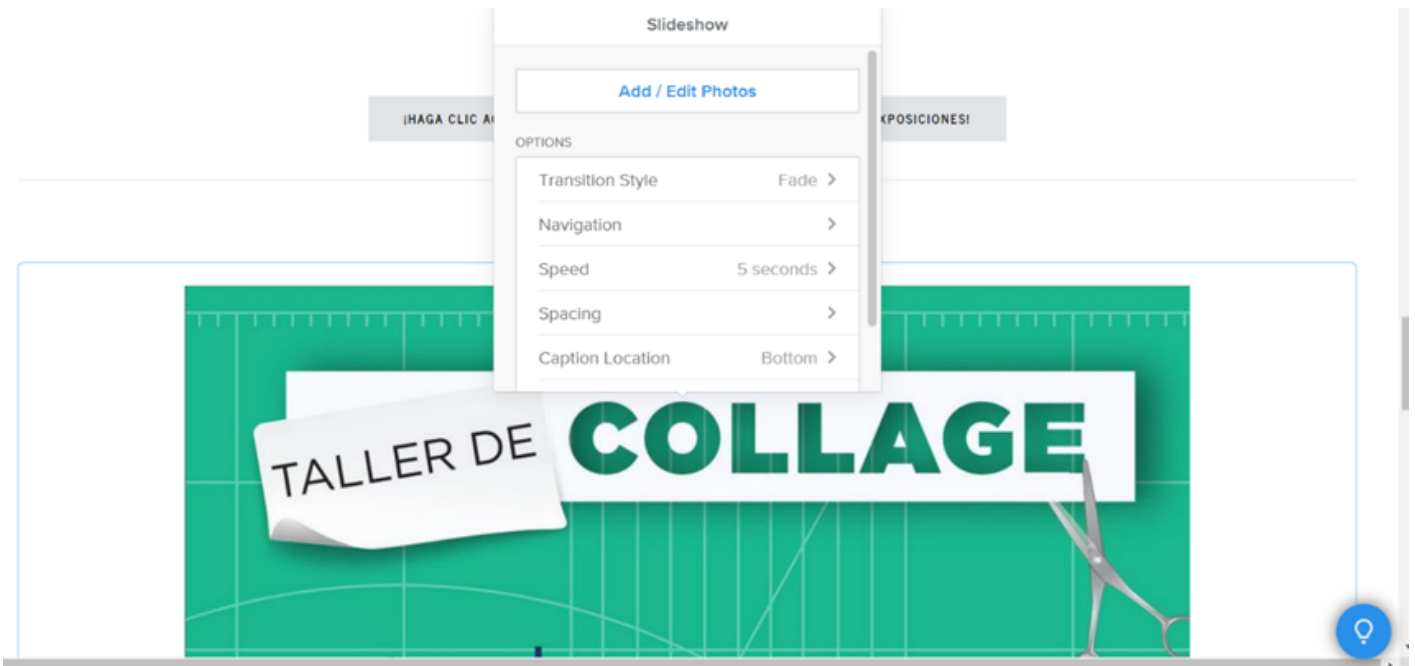 Slideshow
Add / Edit Photos
¡HAGA CLIC
XPOSICIONES!
OPTIONS
Transition Style Fade
Navigation
Speed 5 seconds
Spacing
Caption Location Bottom
TALLER DE COLLAGE